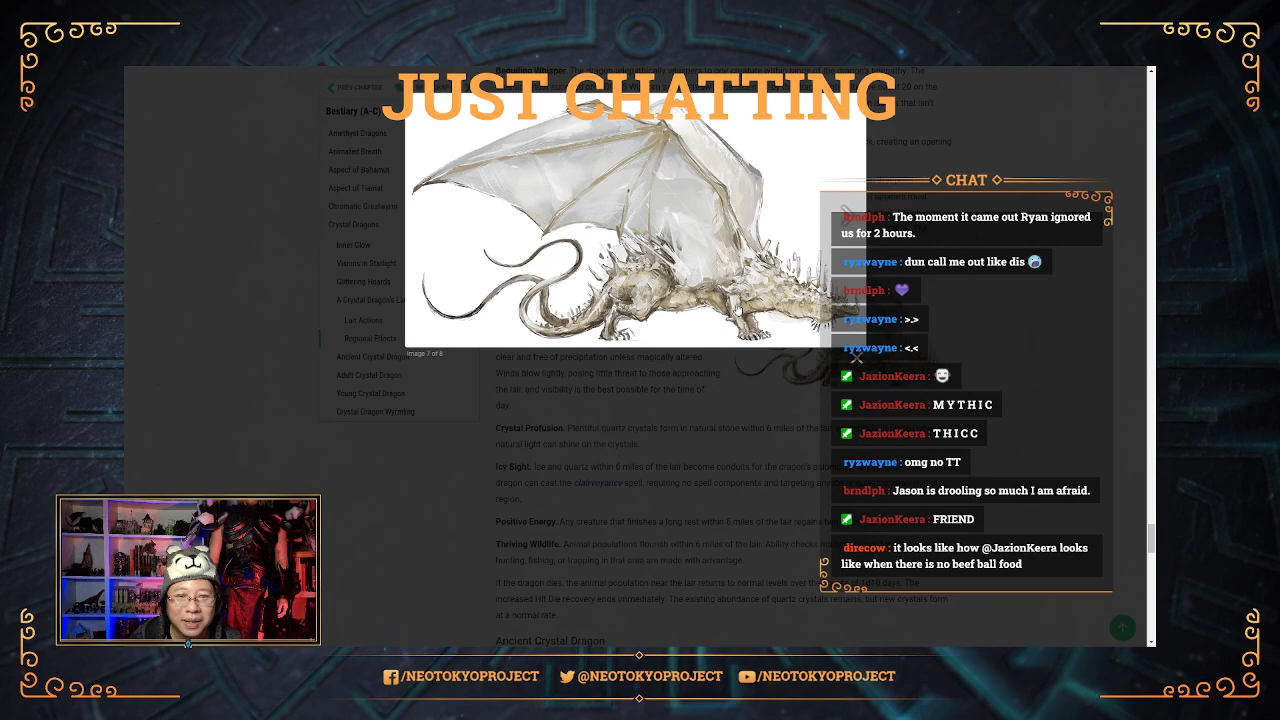 JUST CHATTING
PREV CHAPTER
Bestiary (A-C)
Amethyst Dragons
Animated Breath
Aspect of Bahamut
Aspect of Tiamat
Chromatic Greatwyrm
Crystal Dragons
Inner Glow
Visions in Starlight
Glittering Hoards
A Crystal Dragon's
Lair Actions
Regional Effects
Ancient Crystal Dragon
Adult Crystal Dragon
Young Crystal Dragon
Crystal Dragon Wyrmling
Image 7 of 8
clear and free of precipitation unless magically altered.
Winds blow lightly, posing little threat to those approaching
the lair, and visibility is the best possible for the time of
day.
Crystal Profusion. Plentiful quartz crystals form in natural stone within 6 miles of the
natural light can shine on the crystals.
Icy Sight. Ice and quartz within 6 miles of the lair become conduits for the dragon's
dragon can cast the clairvoyance spell, requiring no spell components and targeting
region.
Positive Energy. Any creature that finishes a long rest within 6 miles of the lair regains
Thriving Wildlife. Animal populations flourish within 6 miles of the lair. Ability checks
hunting, fishing, or trapping in that area are made with advantage.
If the dragon dies, the animal population near the lair returns to normal levels over the course of 1d10 days. The
increased Hit Die recovery ends immediately. The existing abundance of quartz crystals remains, but new crystals form
at a normal rate.
Ancient Crystal Dragon
CHAT
brndlph : The moment it came out Ryan ignored
us for 2 hours.
ryzwayne : dun call me out like dis
brndlph :
ryzwayne : >.>
ryzwayne : <.<
JazionKeera :
JazionKeera : M Y T H I C
JazionKeera : T H I C C
ryzwayne : omg no TT
brndlph : Jason is drooling so much I am afraid.
JazionKeera : FRIEND
direcow : it looks like how @JazionKeera looks
like when there is no beef ball food
/NEOTOKYOPROJECT @NEOTOKYOPROJECT /NEOTOKYOPROJECT